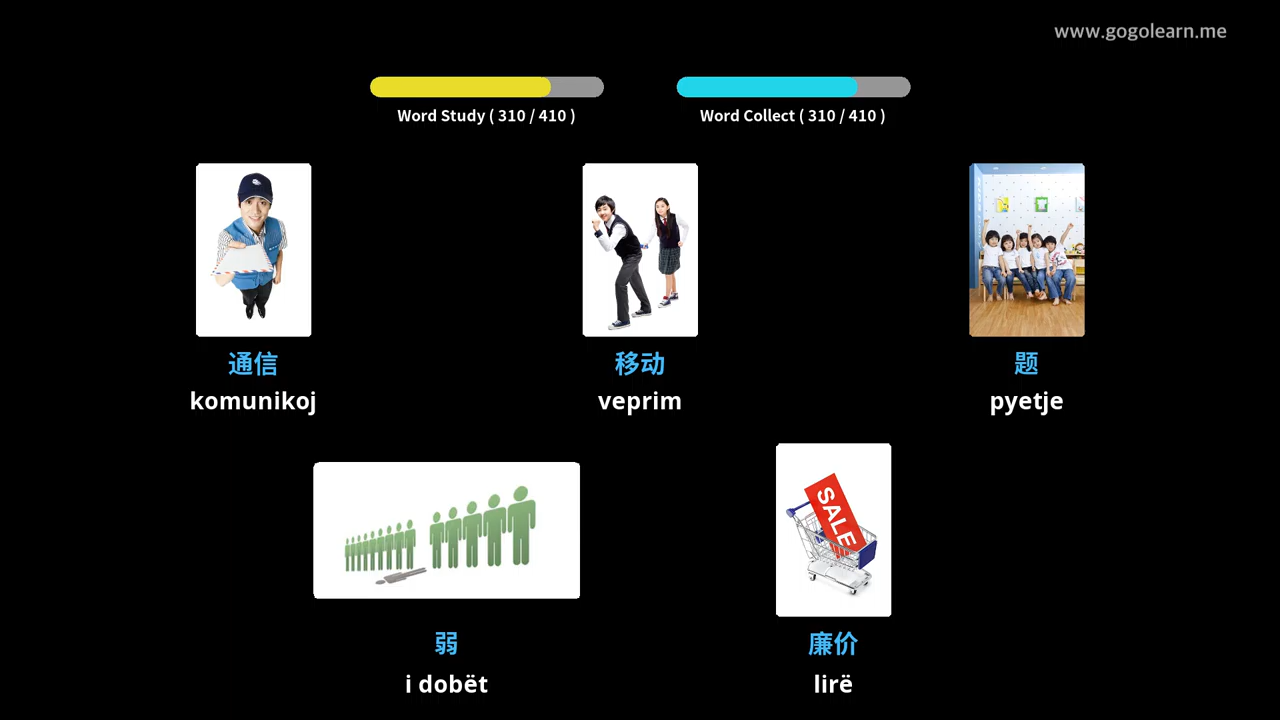 www.gogolearn.me
Word Study ( 310 / 410 )
Word Collect ( 310 / 410 )
通信
komunikoj
移动
veprim
题
pyetje
SALE
弱
i dobët
廉价
lirë